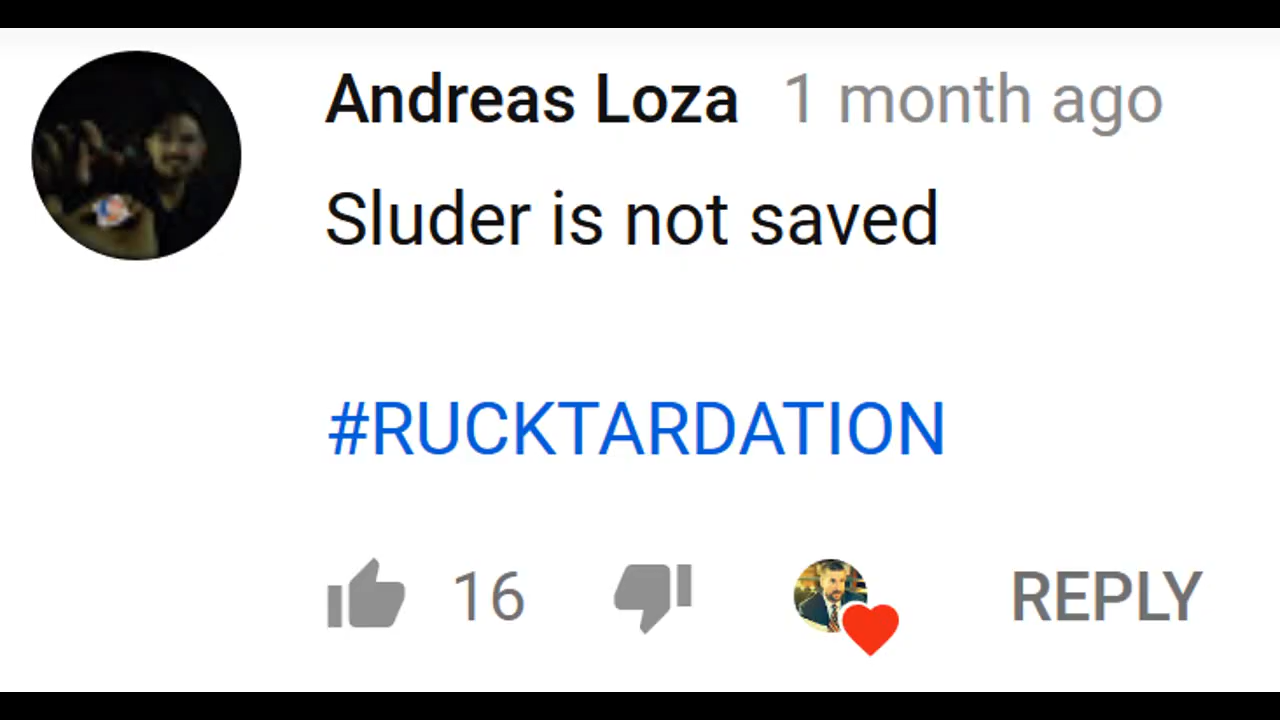 Andreas Loza 1 month ago
Sluder is not saved
#RUCKTARDATION
16 REPLY